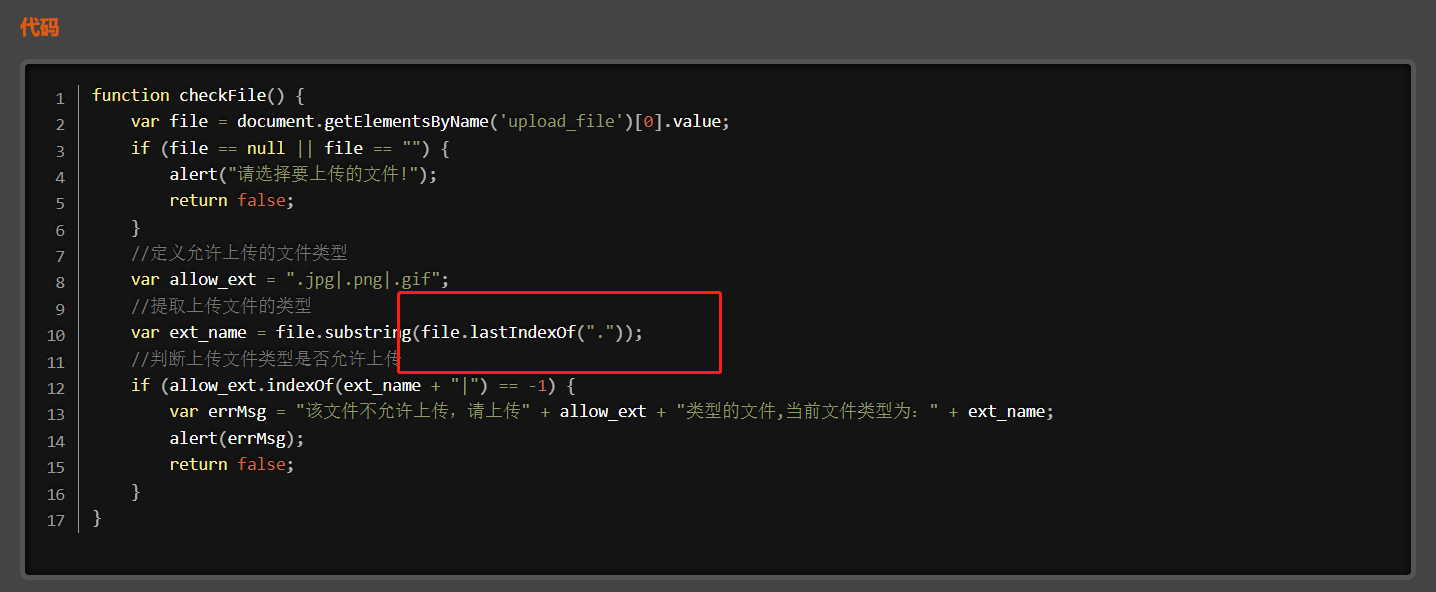 代码
1 function checkFile() {
2     var file = document.getElementsByName('upload_file')[0].value;
3     if (file == null || file == "") {
4         alert("请选择要上传的文件!");
5         return false;
6     }
7     //定义允许上传的文件类型
8     var allow_ext = ".jpg|.png|.gif";
9     //提取上传文件的类型
10     var ext_name = file.substring(file.lastIndexOf("."));
11     //判断上传文件类型是否允许上传
12     if (allow_ext.indexOf(ext_name + "|") == -1) {
13         var errMsg = "该文件不允许上传，请上传" + allow_ext + "类型的文件,当前文件类型为：" + ext_name;
14         alert(errMsg);
15         return false;
16     }
17 }